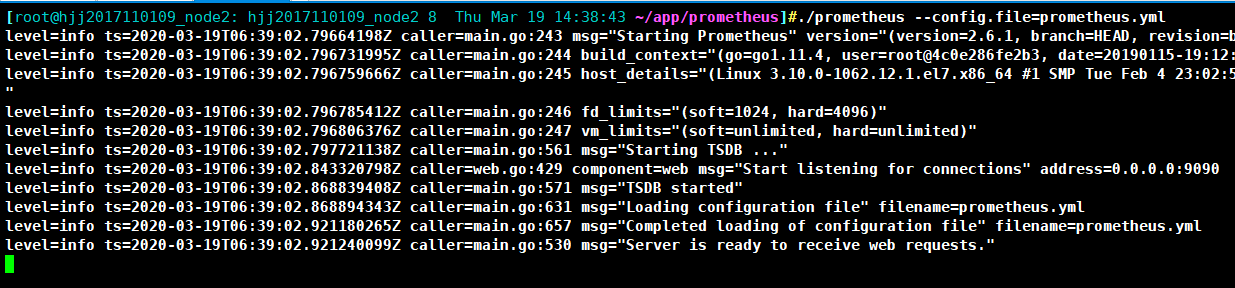 [root@hjj2017110109_node2: hjj2017110109_node2 8  Thu Mar 19 14:38:43 ~/app/prometheus]#./prometheus --config.file=prometheus.yml
level=info ts=2020-03-19T06:39:02.79664198Z caller=main.go:243 msg="Starting Prometheus" version="(version=2.6.1, branch=HEAD, revision=b
level=info ts=2020-03-19T06:39:02.796731995Z caller=main.go:244 build_context="(go=go1.11.4, user=root@4c0e286fe2b3, date=20190115-19:12:
level=info ts=2020-03-19T06:39:02.796759666Z caller=main.go:245 host_details="(Linux 3.10.0-1062.12.1.el7.x86_64 #1 SMP Tue Feb 4 23:02:5
"
level=info ts=2020-03-19T06:39:02.796785412Z caller=main.go:246 fd_limits="(soft=1024, hard=4096)"
level=info ts=2020-03-19T06:39:02.796806376Z caller=main.go:247 vm_limits="(soft=unlimited, hard=unlimited)"
level=info ts=2020-03-19T06:39:02.797721138Z caller=main.go:561 msg="Starting TSDB ..."
level=info ts=2020-03-19T06:39:02.843320798Z caller=web.go:429 component=web msg="Start listening for connections" address=0.0.0.0:9090
level=info ts=2020-03-19T06:39:02.868839408Z caller=main.go:571 msg="TSDB started"
level=info ts=2020-03-19T06:39:02.868894343Z caller=main.go:631 msg="Loading configuration file" filename=prometheus.yml
level=info ts=2020-03-19T06:39:02.921180265Z caller=main.go:657 msg="Completed loading of configuration file" filename=prometheus.yml
level=info ts=2020-03-19T06:39:02.921240099Z caller=main.go:530 msg="Server is ready to receive web requests."